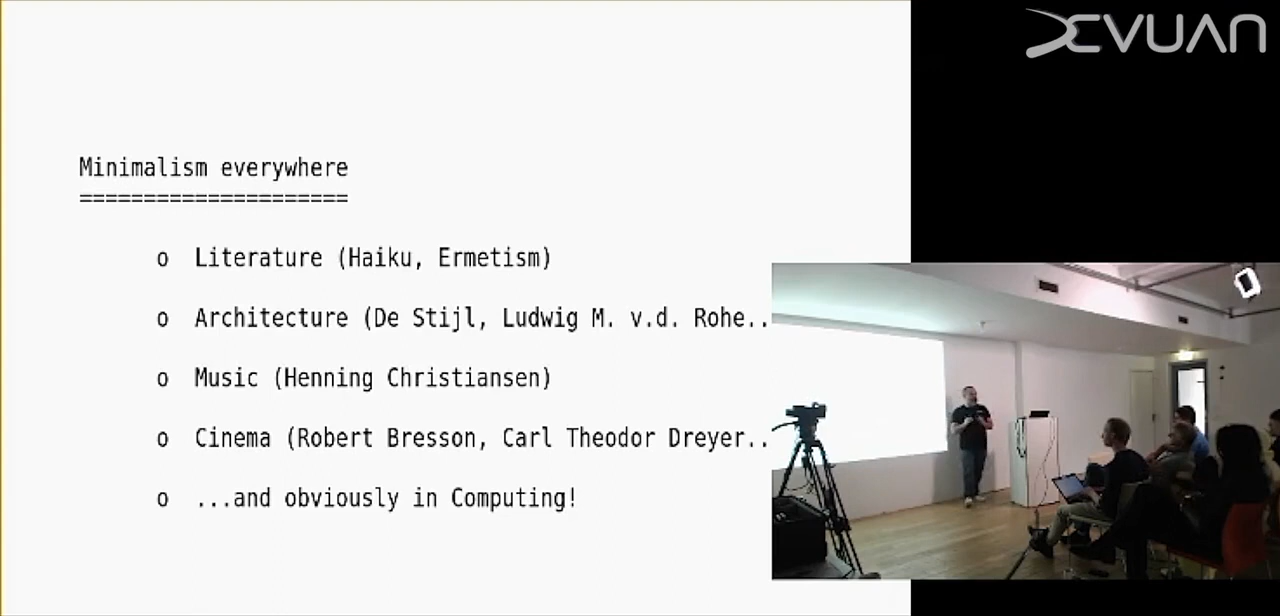 DEVUAN
Minimalism everywhere
=====================
o Literature (Haiku, Ermetism)
o Architecture (De Stijl, Ludwig M. v.d. Rohe..
o Music (Henning Christiansen)
o Cinema (Robert Bresson, Carl Theodor Dreyer..
o ...and obviously in Computing!